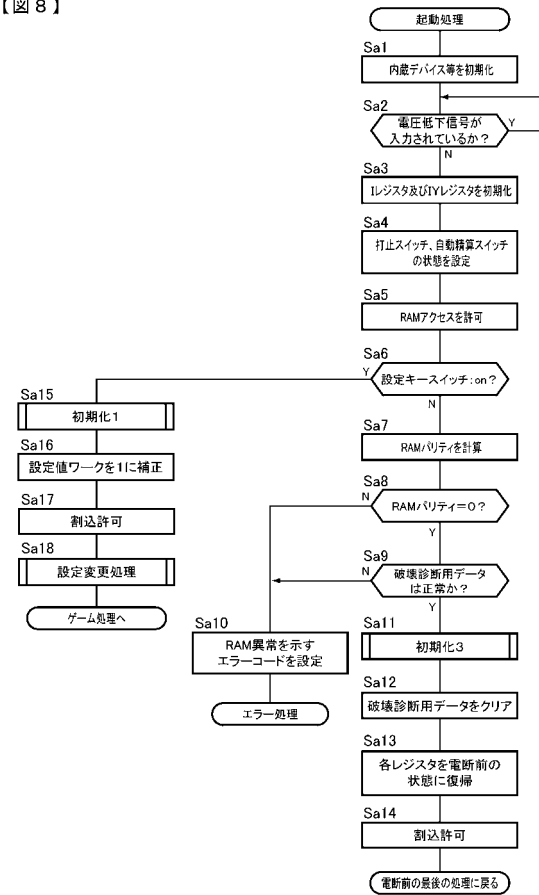 【図８】
起動処理
Sa1
内蔵デバイス等を初期化
Sa2
電圧低下信号が
入力されているか？
Y
N
Sa3
Iレジスタ及びIYレジスタを初期化
Sa4
打止スイッチ、自動精算スイッチ
の状態を設定
Sa5
RAMアクセスを許可
Sa6
設定キースイッチ：on？
Y
N
Sa15
初期化１
Sa16
設定値ワークを1に補正
Sa17
割込許可
Sa18
設定変更処理
ゲーム処理へ
Sa7
RAMパリティを計算
Sa8
RAMパリティ＝０？
N
Y
Sa9
破壊診断用データ
は正常か？
N
Y
Sa10
RAM異常を示す
エラーコードを設定
エラー処理
Sa11
初期化３
Sa12
破壊診断用データをクリア
Sa13
各レジスタを電断前の
状態に復帰
Sa14
割込許可
電断前の最後の処理に戻る